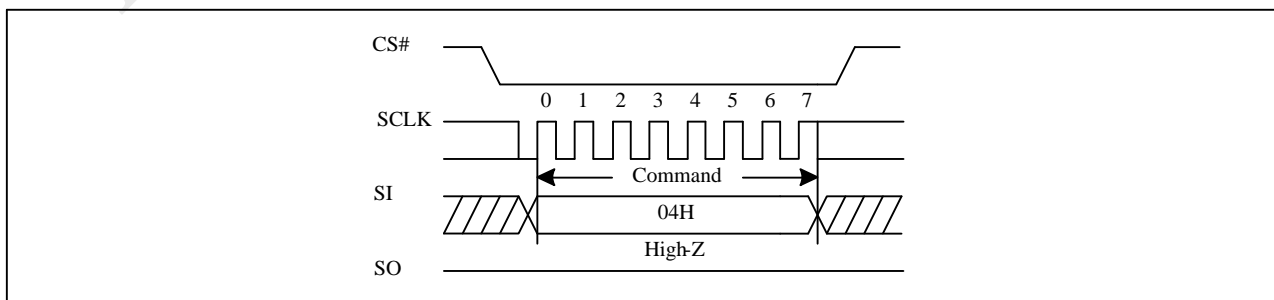 CS#
0 1 2 3 4 5 6 7
SCLK
Command
SI
04H
High-Z
SO